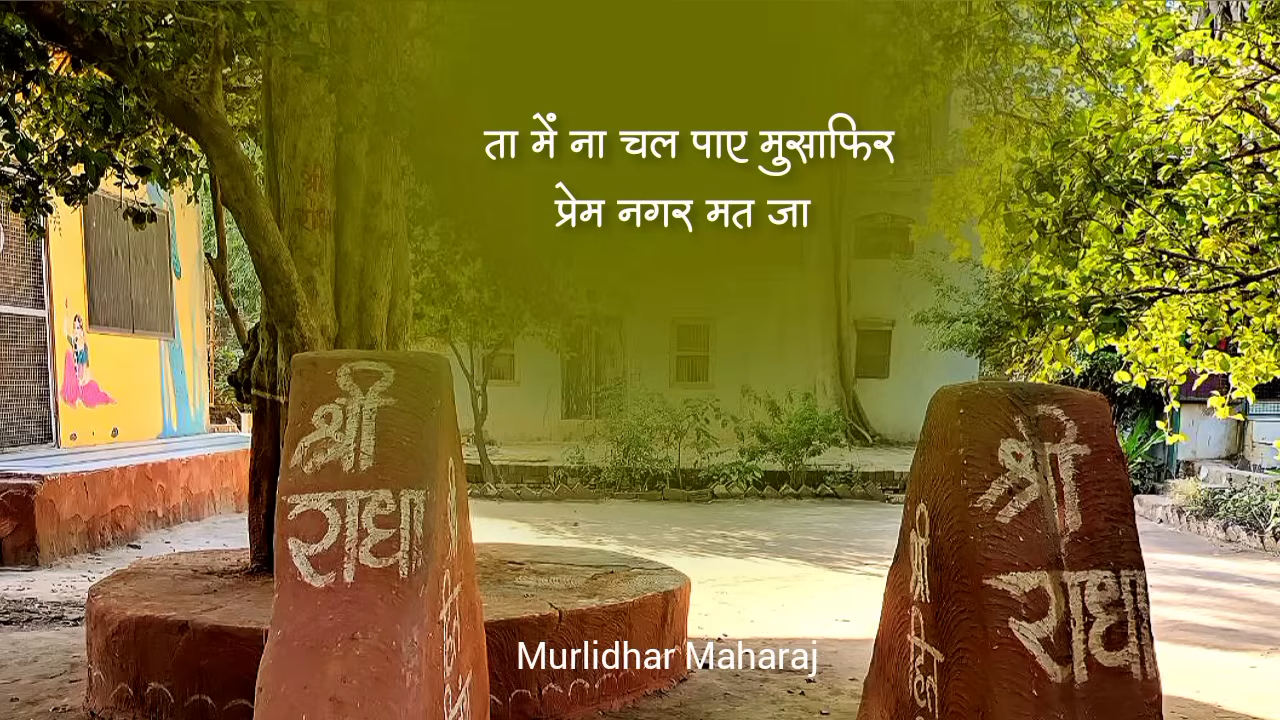 ता में ना चल पाए मुसाफिर
प्रेम नगर मत जा
श्री
राधा
श्री
राधा
Murlidhar Maharaj